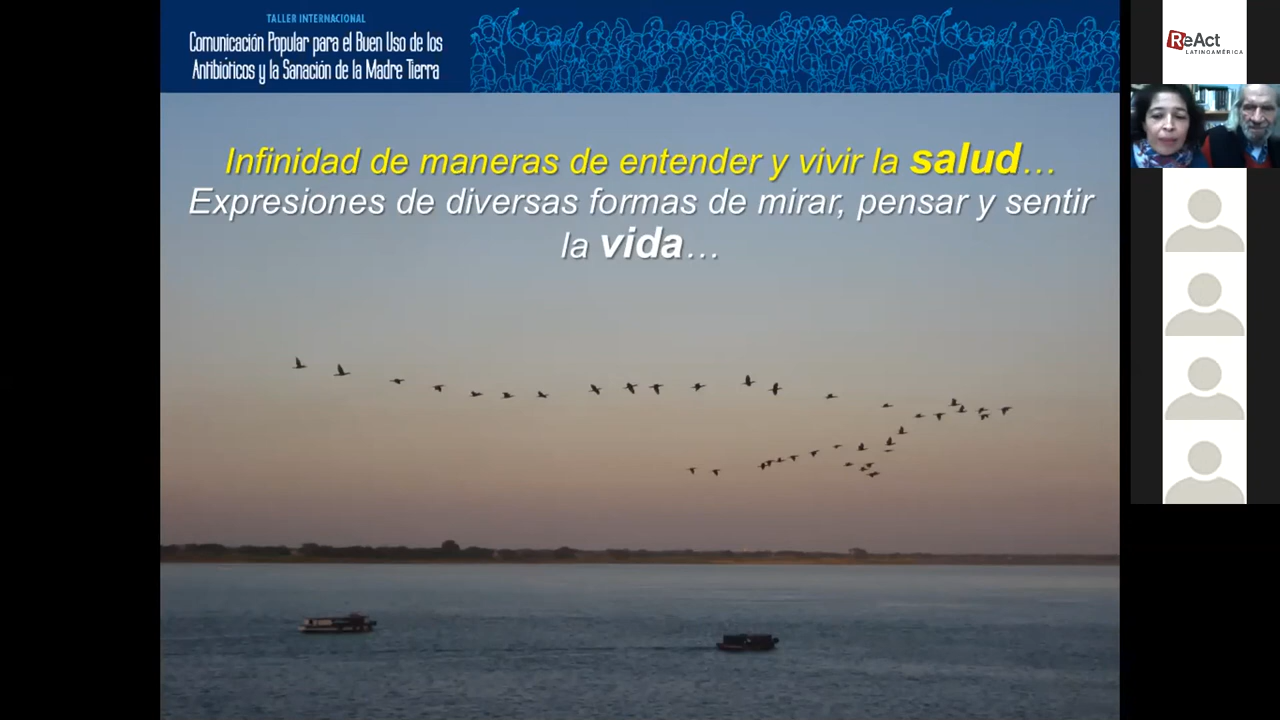 TALLER INTERNACIONAL
Comunicación Popular para el Buen Uso de los
Antibióticos y la Sanación de la Madre Tierra
Infinidad de maneras de entender y vivir la salud…
Expresiones de diversas formas de mirar, pensar y sentir
la vida…
ReAct
LATINOAMÉRICA